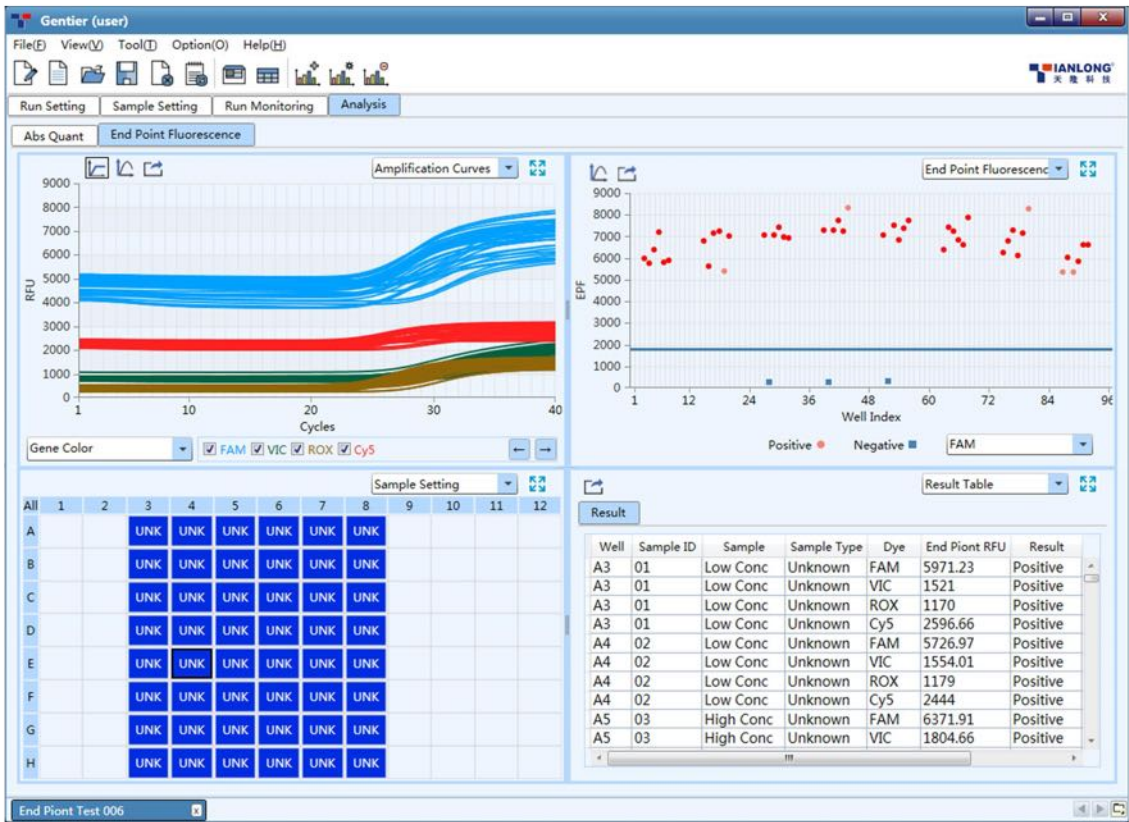 Gentier (user)
File(F) View(V) Tool(T) Option(O) Help(H)
TIANLONG
天隆科技
Run Setting Sample Setting Run Monitoring Analysis
Abs Quant End Point Fluorescence
Amplification Curves
RFU
9000
8000
7000
6000
5000
4000
3000
2000
1000
0
1 10 20 30 40
Cycles
Gene Color FAM VIC ROX Cy5
End Point Fluorescenc
EPF
9000
8000
7000
6000
5000
4000
3000
2000
1000
0
1 12 24 36 48 60 72 84 96
Well Index
Positive Negative FAM
Sample Setting
All 1 2 3 4 5 6 7 8 9 10 11 12
A UNK UNK UNK UNK UNK UNK
B UNK UNK UNK UNK UNK UNK
C UNK UNK UNK UNK UNK UNK
D UNK UNK UNK UNK UNK UNK
E UNK UNK UNK UNK UNK UNK
F UNK UNK UNK UNK UNK UNK
G UNK UNK UNK UNK UNK UNK
H UNK UNK UNK UNK UNK UNK
Result Table
Result
Well Sample ID Sample Sample Type Dye End Piont RFU Result
A3 01 Low Conc Unknown FAM 5971.23 Positive
A3 01 Low Conc Unknown VIC 1521 Positive
A3 01 Low Conc Unknown ROX 1170 Positive
A3 01 Low Conc Unknown Cy5 2596.66 Positive
A4 02 Low Conc Unknown FAM 5726.97 Positive
A4 02 Low Conc Unknown VIC 1554.01 Positive
A4 02 Low Conc Unknown ROX 1179 Positive
A4 02 Low Conc Unknown Cy5 2444 Positive
A5 03 High Conc Unknown FAM 6371.91 Positive
A5 03 High Conc Unknown VIC 1804.66 Positive
End Piont Test 006